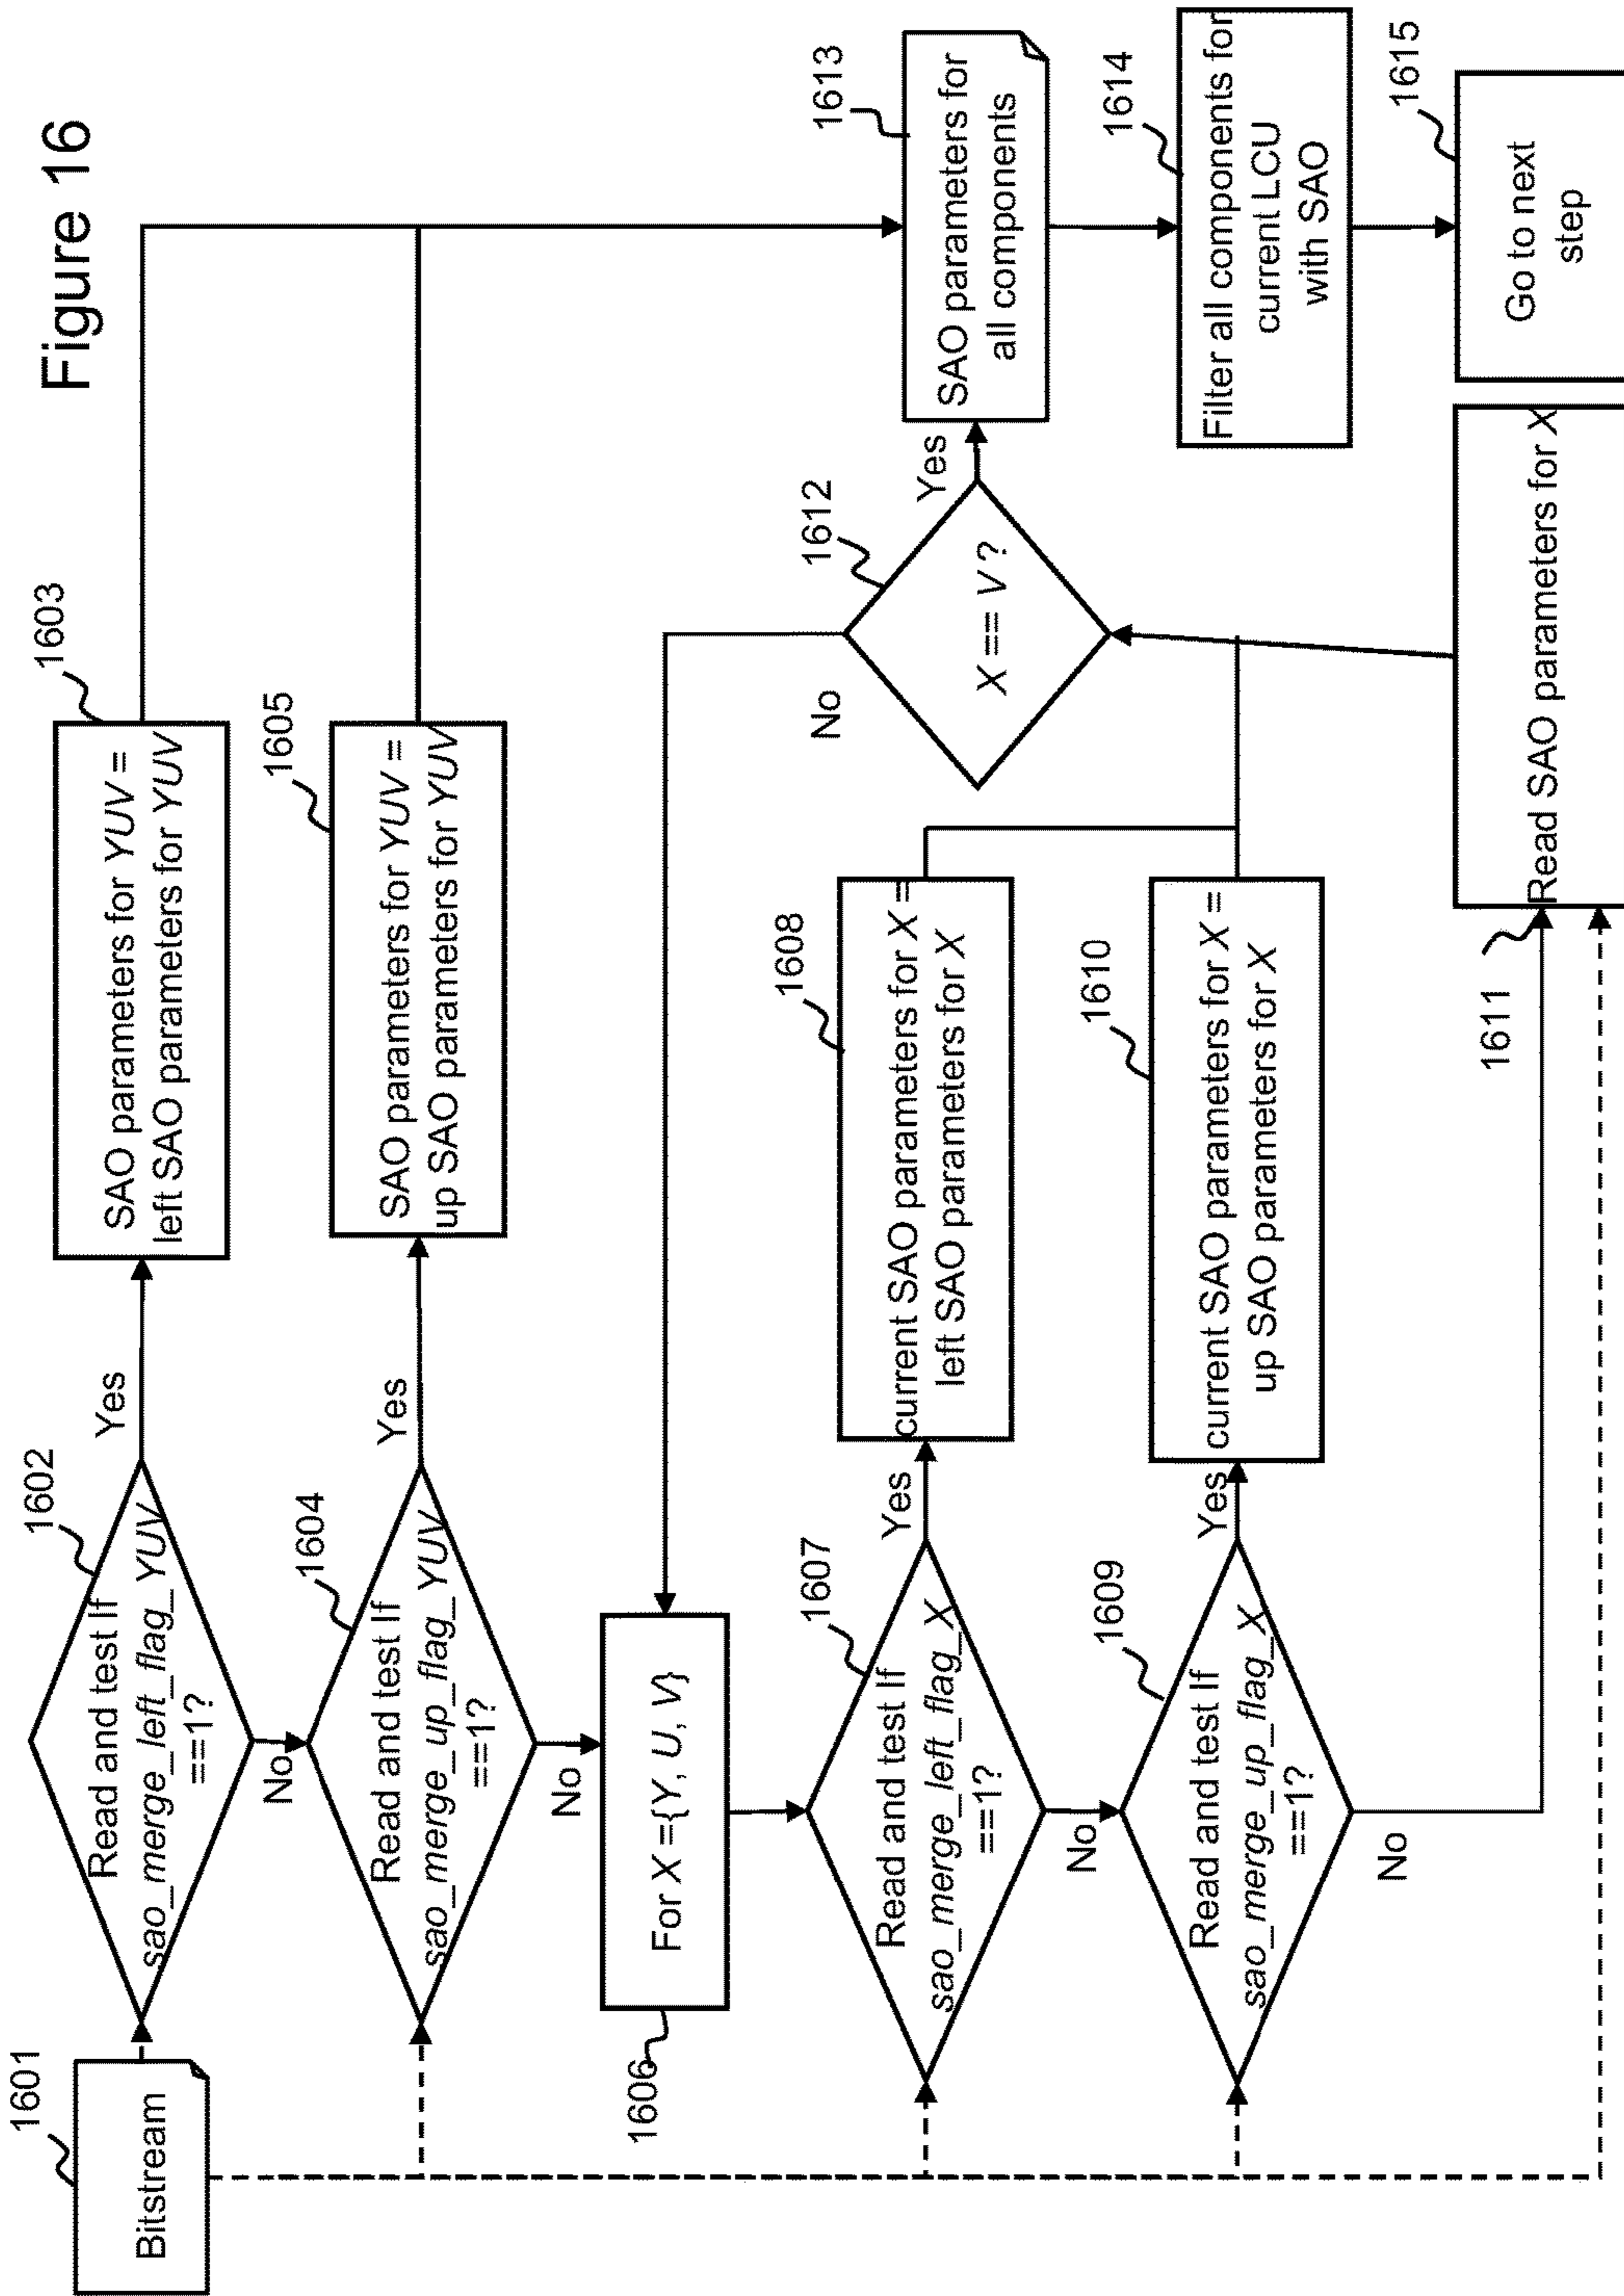 Figure 16
1601
Bitstream
1602
Read and test If
sao_merge_left_flag_YUV
==1?
Yes
No
1603
SAO parameters for YUV =
left SAO parameters for YUV
1604
Read and test If
sao_merge_up_flag_YUV
==1?
Yes
No
1605
SAO parameters for YUV =
up SAO parameters for YUV
1606
For X ={Y, U, V}
1607
Read and test If
sao_merge_left_flag_X
==1?
Yes
No
1608
current SAO parameters for X =
left SAO parameters for X
1609
Read and test If
sao_merge_up_flag_X
==1?
Yes
No
1610
current SAO parameters for X =
up SAO parameters for X
1611
Read SAO parameters for X
1612
X == V ?
No
Yes
1613
SAO parameters for
all components
1614
Filter all components for
current LCU
with SAO
1615
Go to next
step